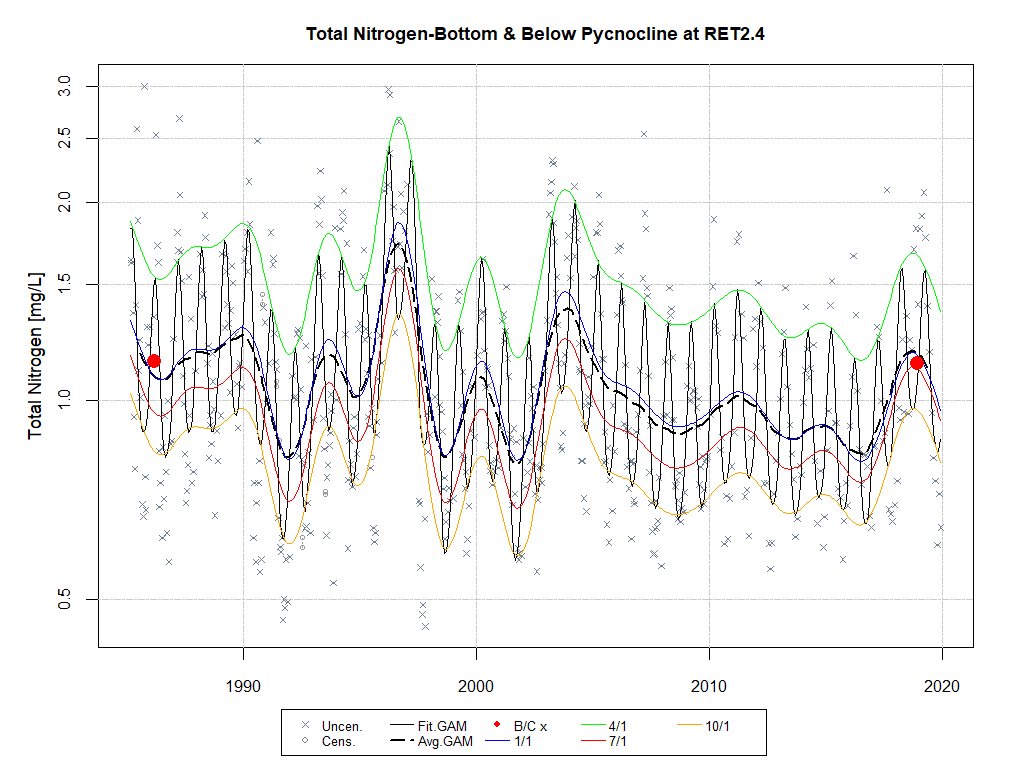 Total Nitrogen-Bottom & Below Pycnocline at RET2.4
Total Nitrogen [mg/L]
3.0
2.5
2.0
1.5
1.0
0.5
1990 2000 2010 2020
Uncen. Fit.GAM B/C x 4/1 10/1
Cens. Avg.GAM 1/1 7/1